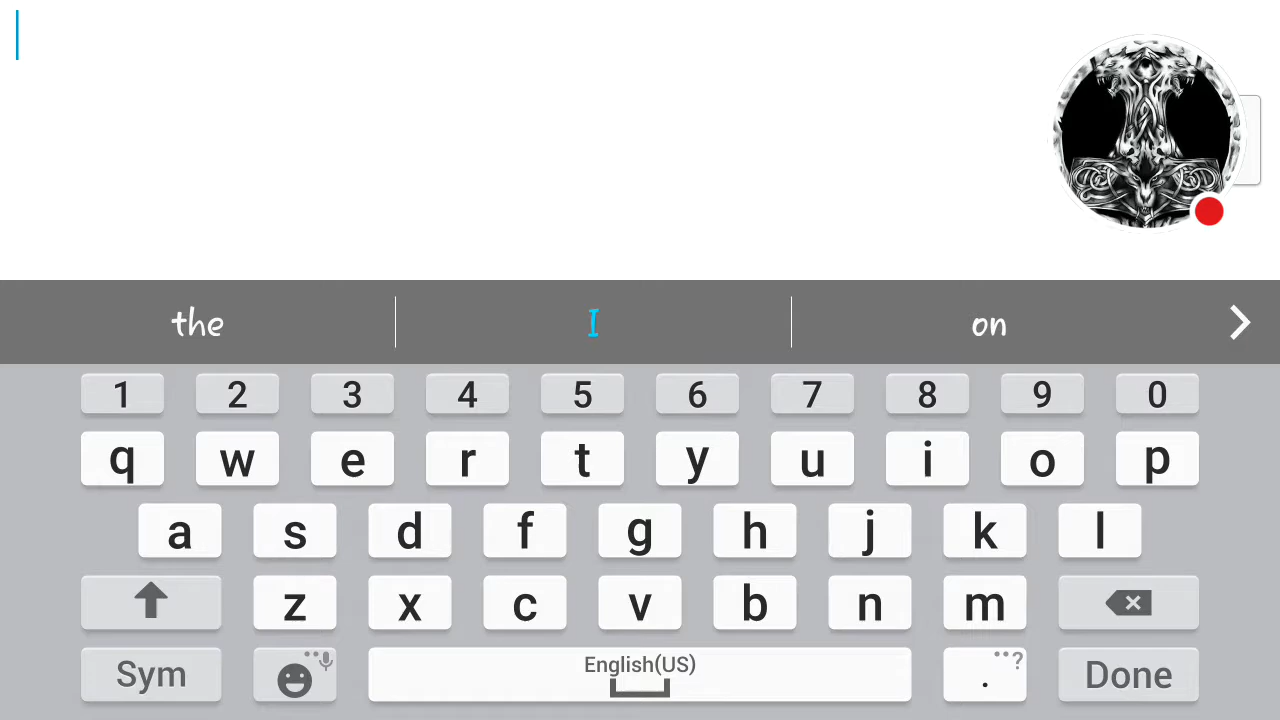 the I on
1 2 3 4 5 6 7 8 9 0
q w e r t y u i o p
a s d f g h j k l
z x c v b n m
Sym English(US) . ? Done